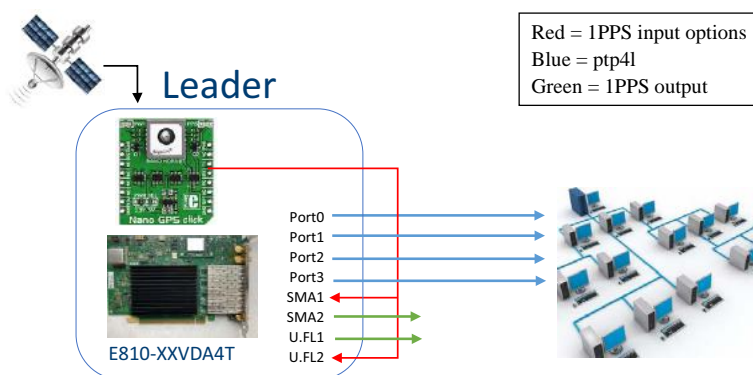 Red = 1PPS input options
Blue = ptp4l
Green = 1PPS output
Leader
Nano GPS click
Port0
Port1
Port2
Port3
SMA1
SMA2
U.FL1
U.FL2
E810-XXVDA4T